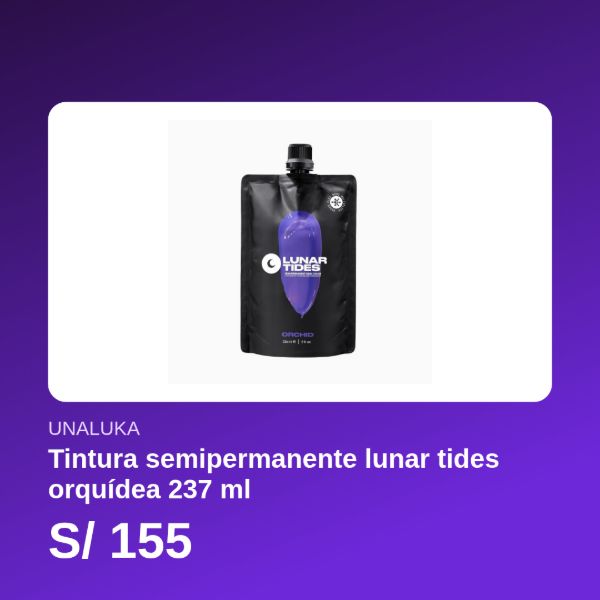 LUNAR
TIDES
ORCHID
UNALUKA
Tintura semipermanente lunar tides
orquídea 237 ml
S/ 155